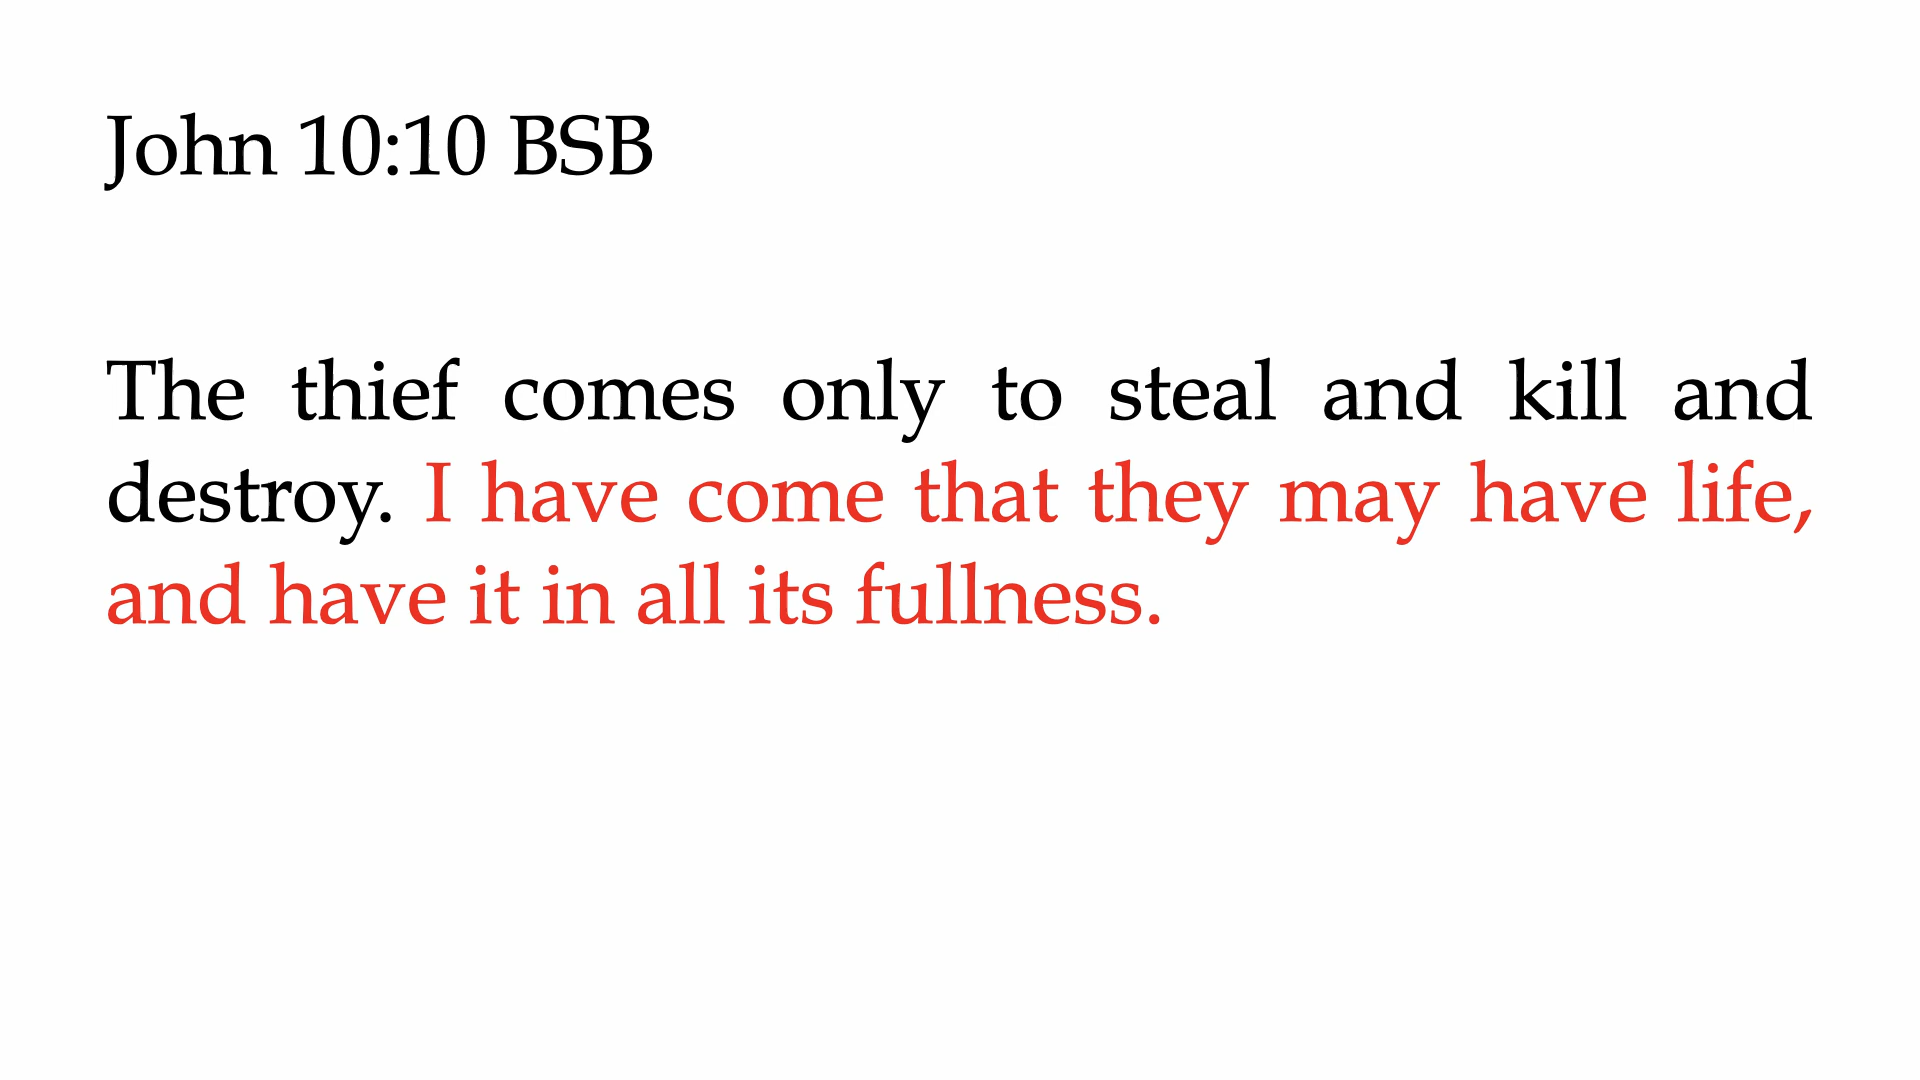 John 10:10 BSB
The thief comes only to steal and kill and
destroy. I have come that they may have life,
and have it in all its fullness.